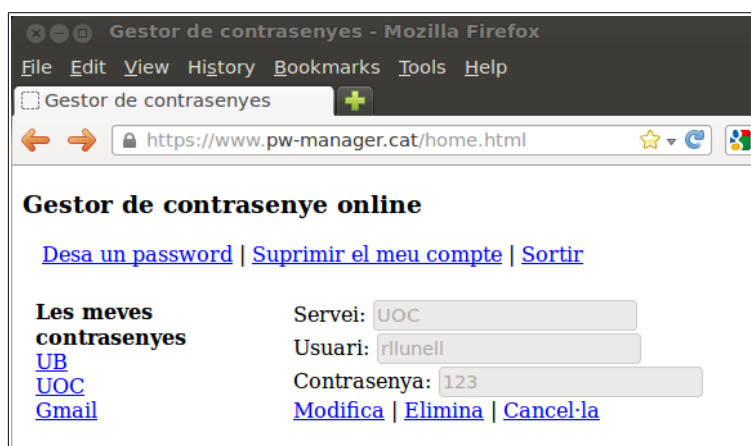 Gestor de contrasenyes - Mozilla Firefox
File Edit View History Bookmarks Tools Help
Gestor de contrasenyes
https://www.pw-manager.cat/home.html
Gestor de contrasenye online
Desa un password | Suprimir el meu compte | Sortir
Les meves
contrasenyes
UB
UOC
Gmail
Servei: UOC
Usuari: rllunell
Contrasenya: 123
Modifica | Elimina | Cancel·la